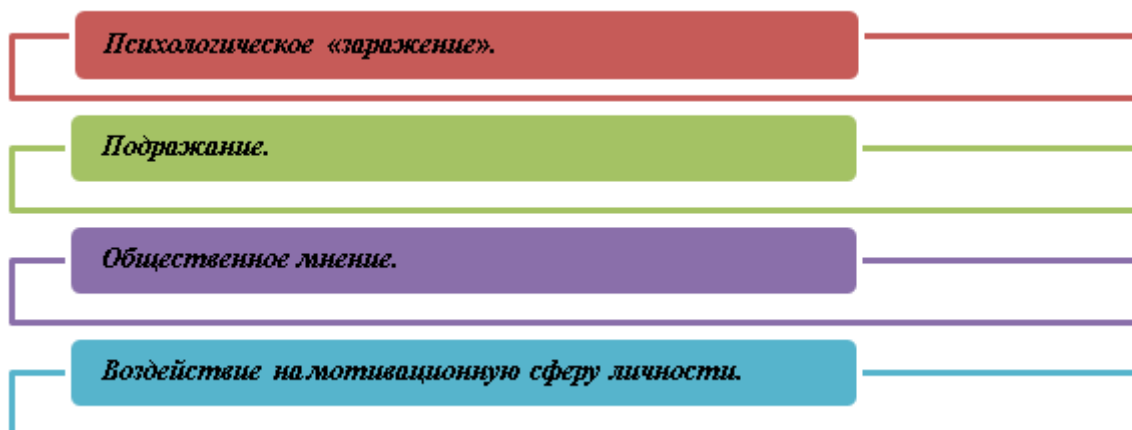 Психологическое «заражение».
Подражание.
Общественное мнение.
Воздействие на мотивационную сферу личности.